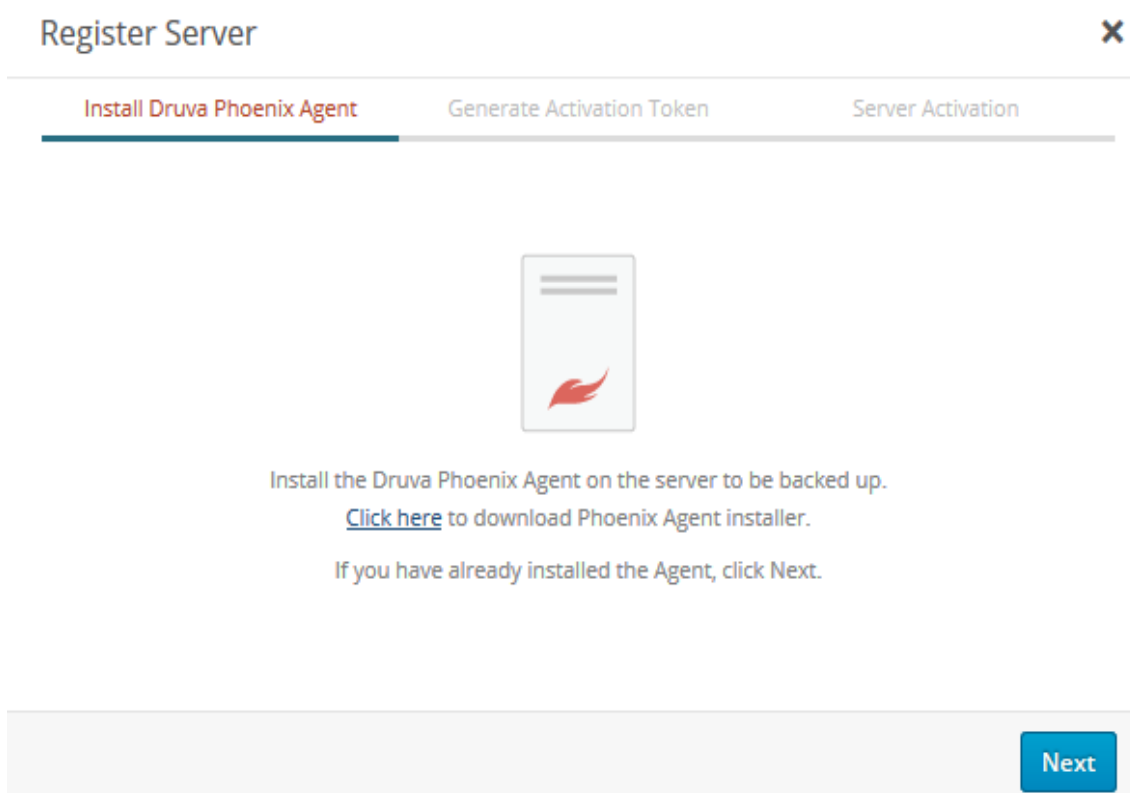 Register Server
Install Druva Phoenix Agent
Generate Activation Token
Server Activation
Install the Druva Phoenix Agent on the server to be backed up.
Click here to download Phoenix Agent installer.
If you have already installed the Agent, click Next.
Next